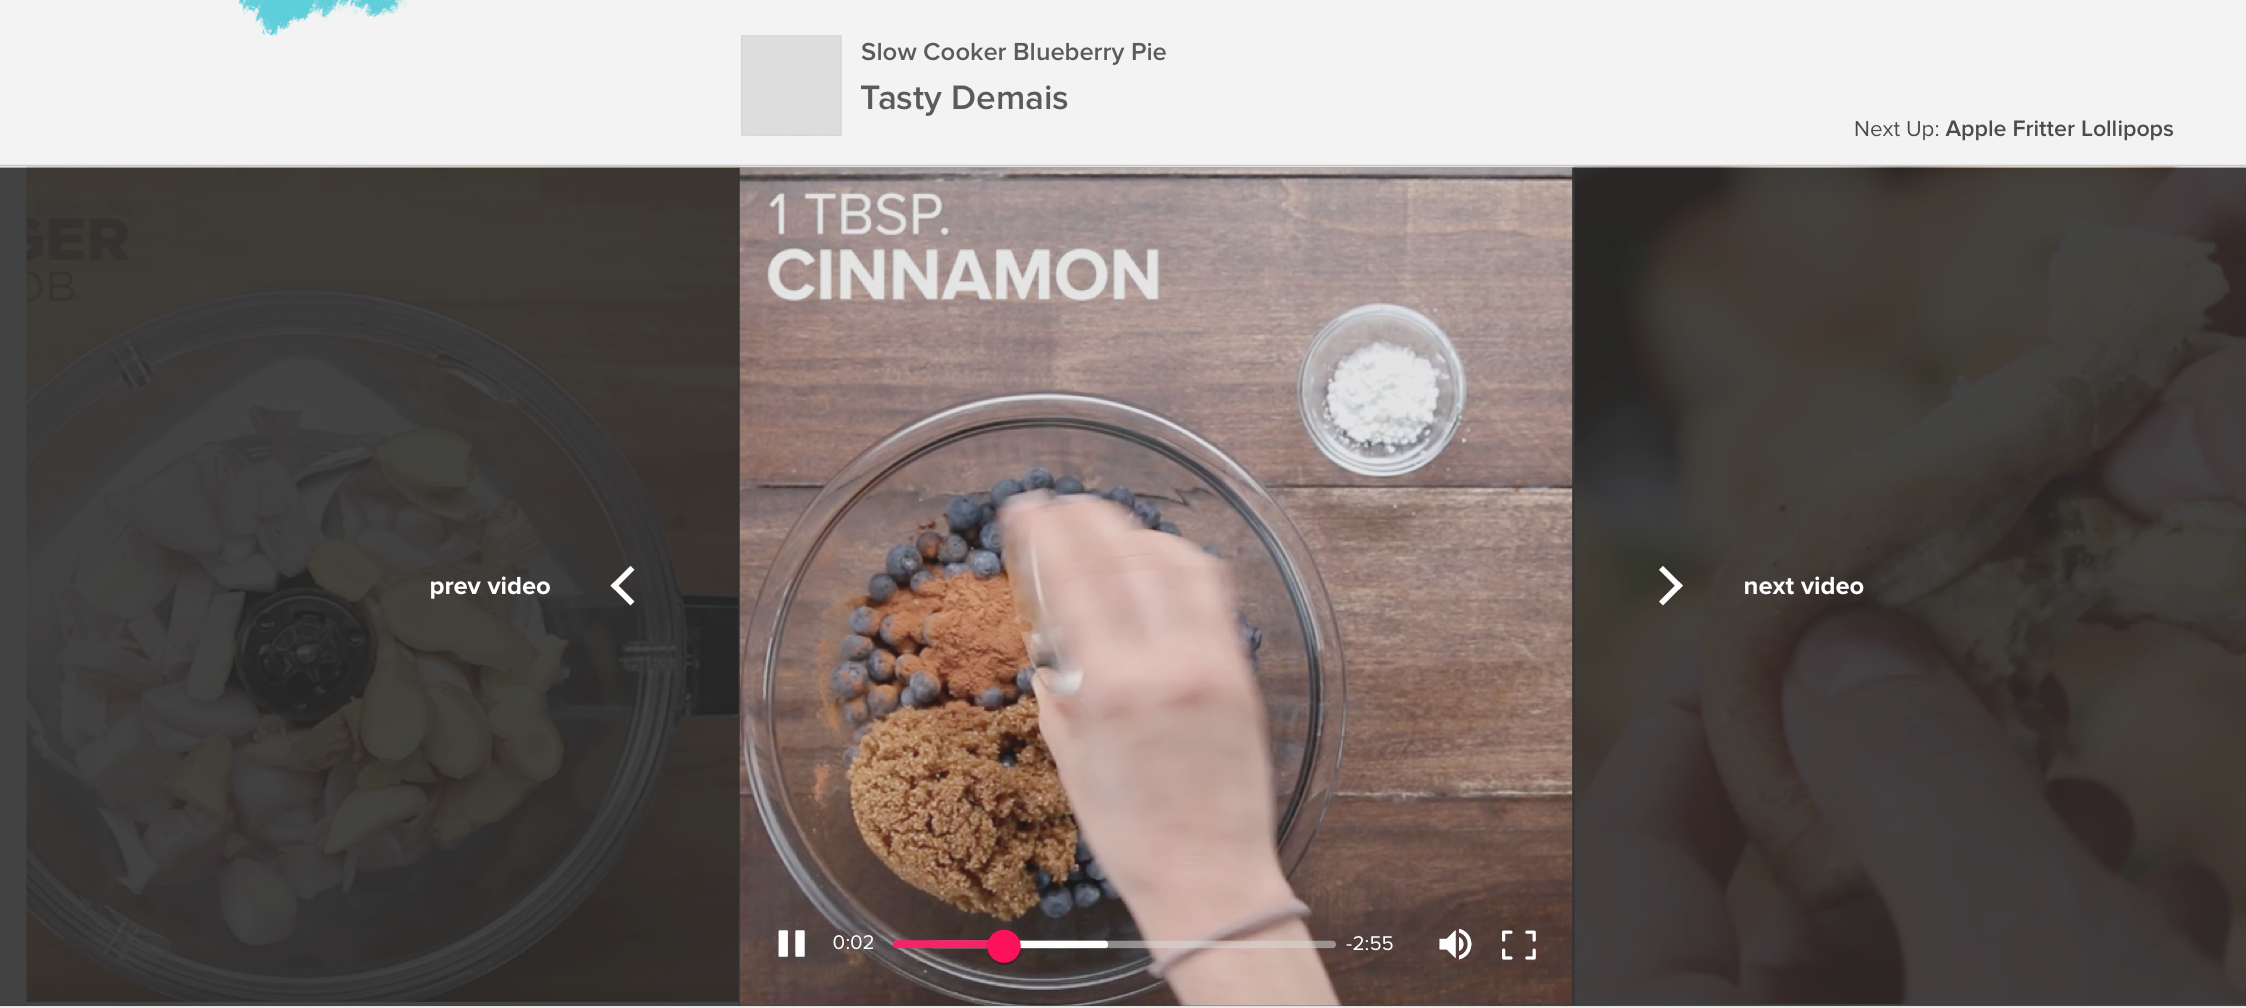 Slow Cooker Blueberry Pie
Tasty Demais
Next Up: Apple Fritter Lollipops
GER
OB
1 TBSP.
CINNAMON
prev video
next video
0:02
-2:55